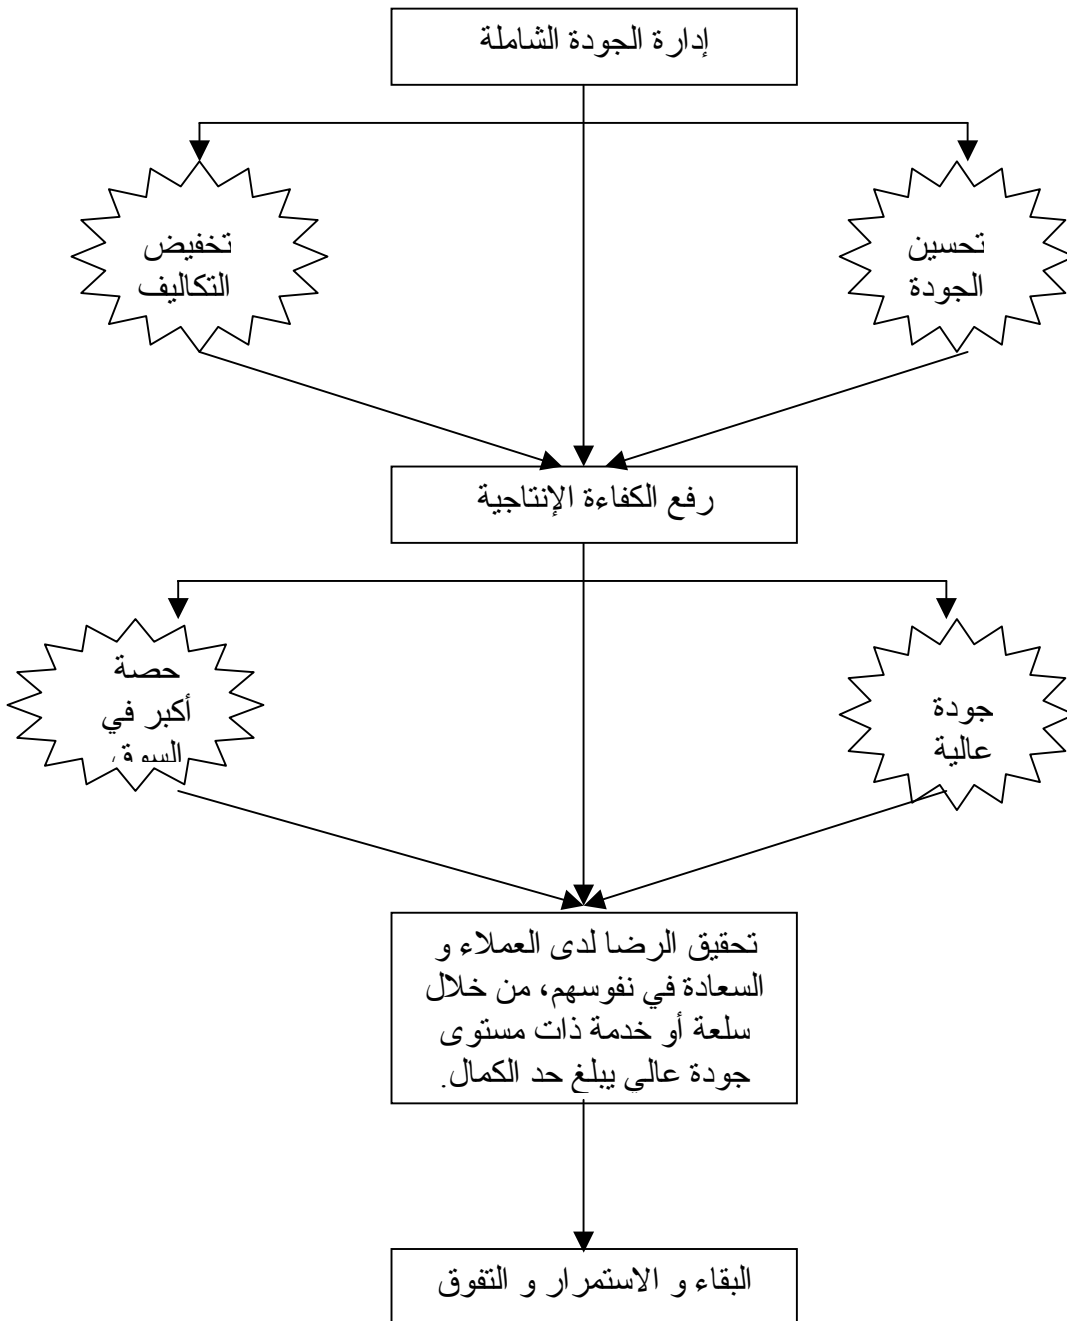 إدارة الجودة الشاملة
تحسين
الجودة
تخفيض
التكاليف
رفع الكفاءة الإنتاجية
جودة
عالية
حصة
أكبر في
السوق
تحقيق الرضا لدى العملاء و
السعادة في نفوسهم، من خلال
سلعة أو خدمة ذات مستوى
جودة عالي يبلغ حد الكمال.
البقاء و الاستمرار و التفوق